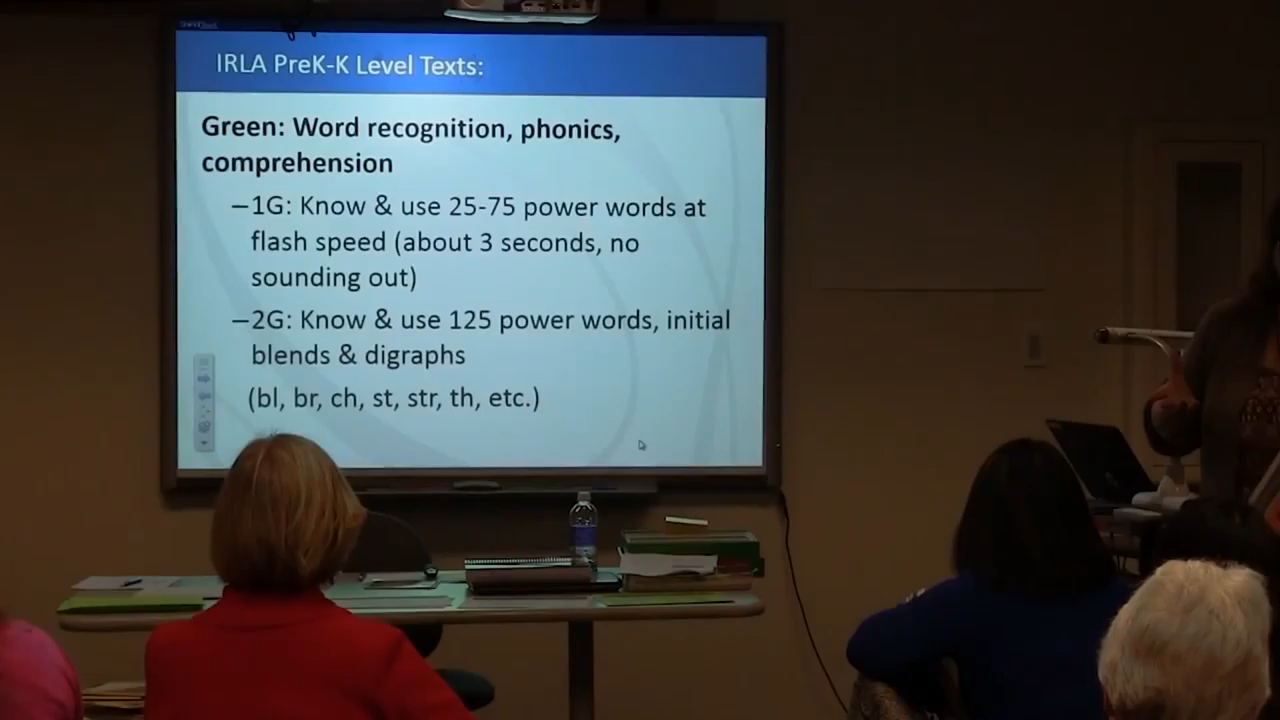 IRLA PreK-K Level Texts:
Green: Word recognition, phonics,
comprehension
–1G: Know & use 25-75 power words at
flash speed (about 3 seconds, no
sounding out)
–2G: Know & use 125 power words, initial
blends & digraphs
(bl, br, ch, st, str, th, etc.)